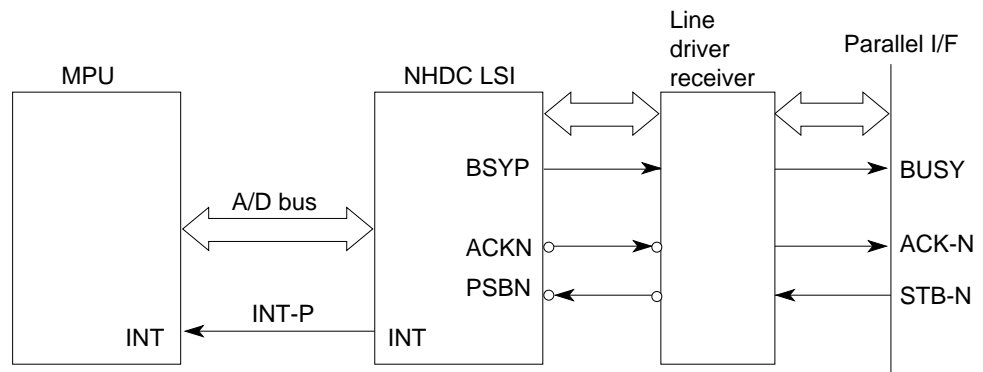 Line
driver
receiver
Parallel I/F
MPU
NHDC LSI
BSYP
BUSY
A/D bus
ACKN
ACK-N
PSBN
STB-N
INT-P
INT
INT